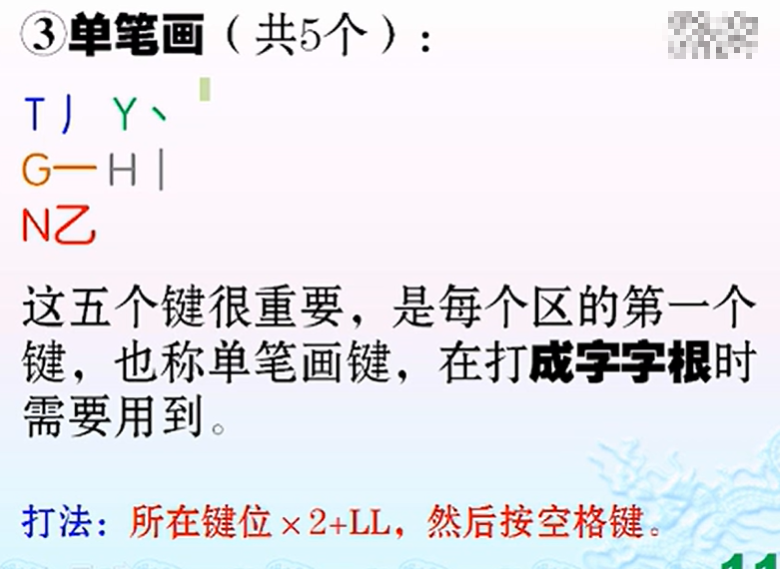 ③单笔画（共5个）：
T丿 Y丶
G一H丨
N乙
这五个键很重要，是每个区的第一个
键，也称单笔画键，在打成字字根时
需要用到。
打法：所在键位×2+LL，然后按空格键。
11